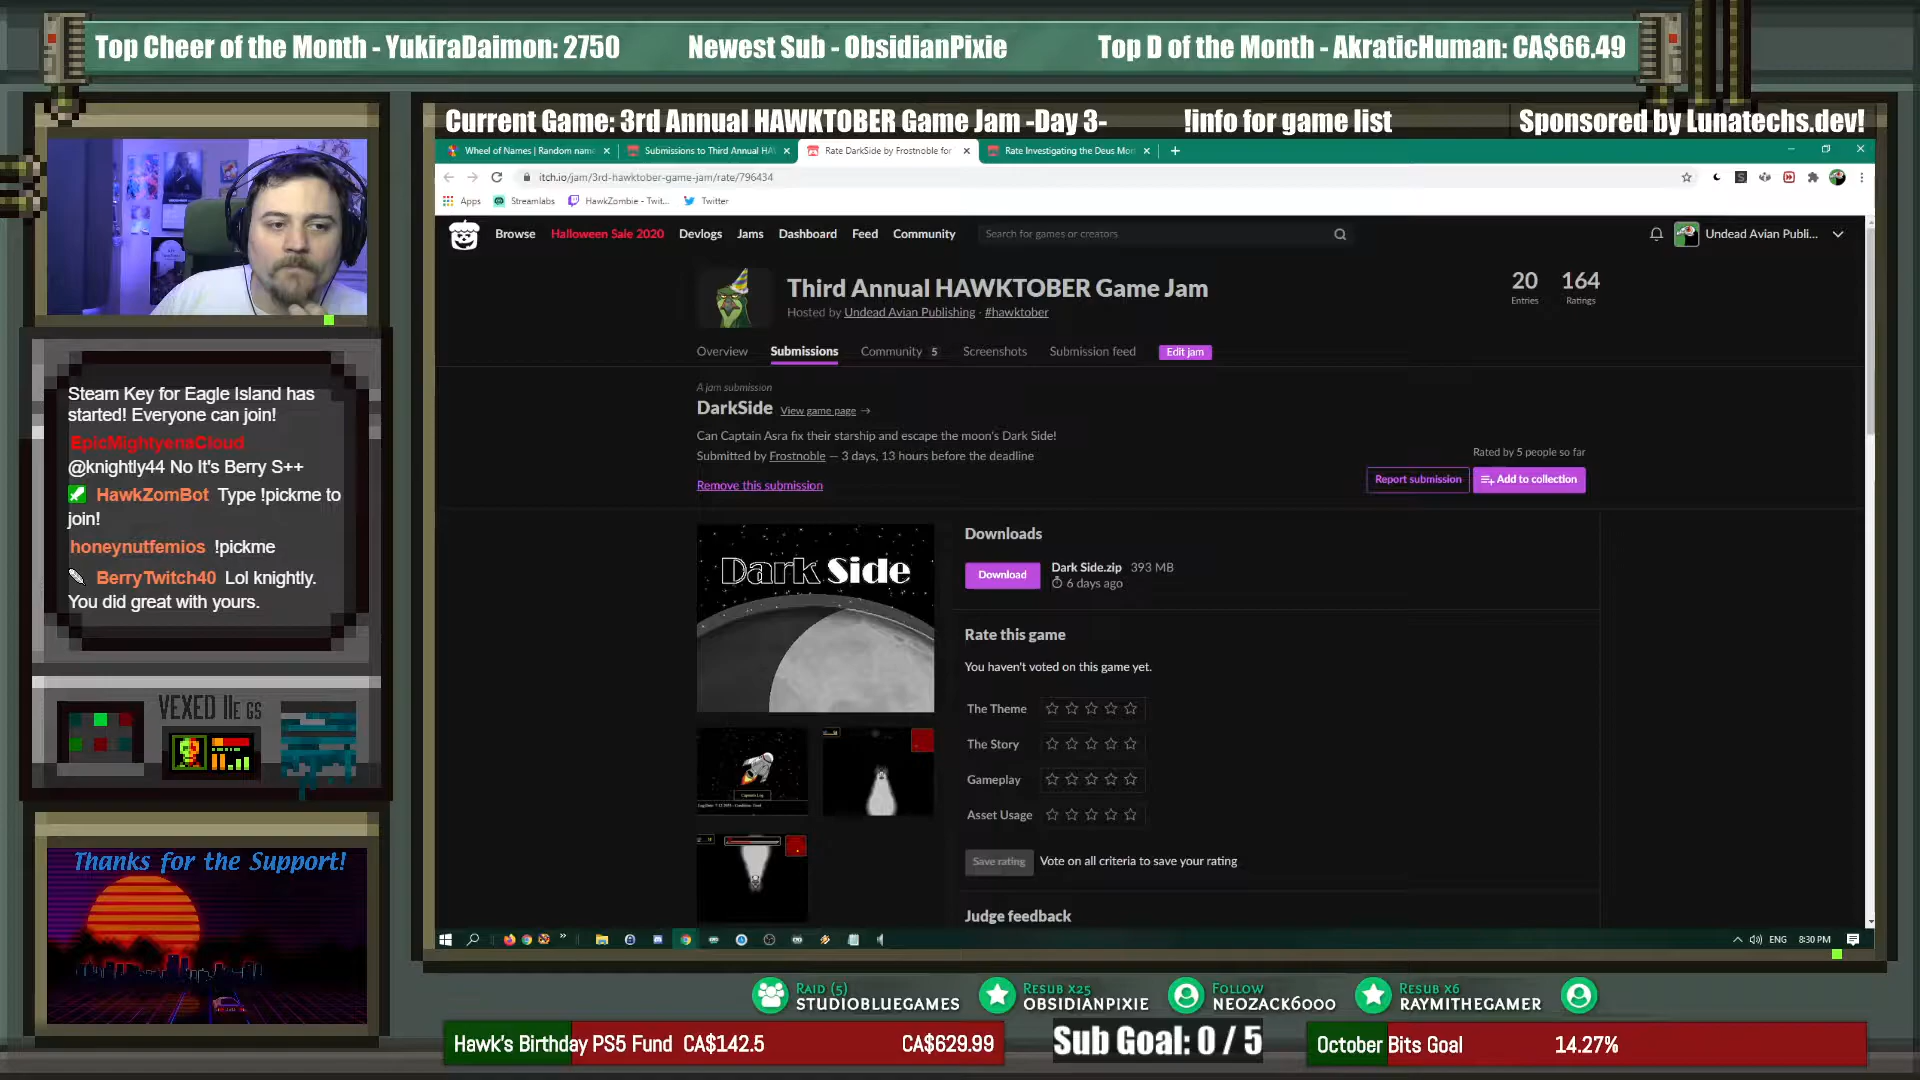 Top Cheer of the Month - YukiraDaimon: 2750
Newest Sub - ObsidianPixie
Top D of the Month - AkraticHuman: CA$66.49
Current Game: 3rd Annual HAWKTOBER Game Jam -Day 3-
!info for game list
Sponsored by Lunatechs.dev!
Wheel of Names | Random nam
Submissions to Third Annual HA
Rate DarkSide by Frostnoble for
Rate Investigating the Deus Mor
itch.io/jam/3rd-hawktober-game-jam/rate/796434
Apps
Streamlabs
HawkZombie - Twit...
Twitter
Browse
Halloween Sale 2020
Devlogs
Jams
Dashboard
Feed
Community
Search for games or creators
Undead Avian Publi...
Third Annual HAWKTOBER Game Jam
Hosted by Undead Avian Publishing · #hawktober
20
Entries
164
Ratings
Overview
Submissions
Community 5
Screenshots
Submission feed
Edit jam
A jam submission
DarkSide View game page →
Can Captain Asra fix their starship and escape the moon's Dark Side!
Submitted by Frostnoble — 3 days, 13 hours before the deadline
Remove this submission
Rated by 5 people so far
Report submission
Add to collection
Dark Side
Downloads
Download
Dark Side.zip 393 MB
6 days ago
Rate this game
You haven't voted on this game yet.
The Theme
The Story
Gameplay
Asset Usage
Save rating
Vote on all criteria to save your rating
Judge feedback
ENG
8:30 PM
Steam Key for Eagle Island has
started! Everyone can join!
EpicMightyenaCloud
@knightly44 No It's Berry S++
HawkZomBot Type !pickme to
join!
honeynutfemios !pickme
BerryTwitch40 Lol knightly.
You did great with yours.
VEXED IIe GS
Thanks for the Support!
Raid (5)
STUDIOBLUEGAMES
Resub x25
OBSIDIANPIXIE
Follow
NEOZACK6000
Resub x6
RAYMITHEGAMER
Hawk's Birthday PS5 Fund CA$142.5
CA$629.99
Sub Goal: 0 / 5
October Bits Goal
14.27%